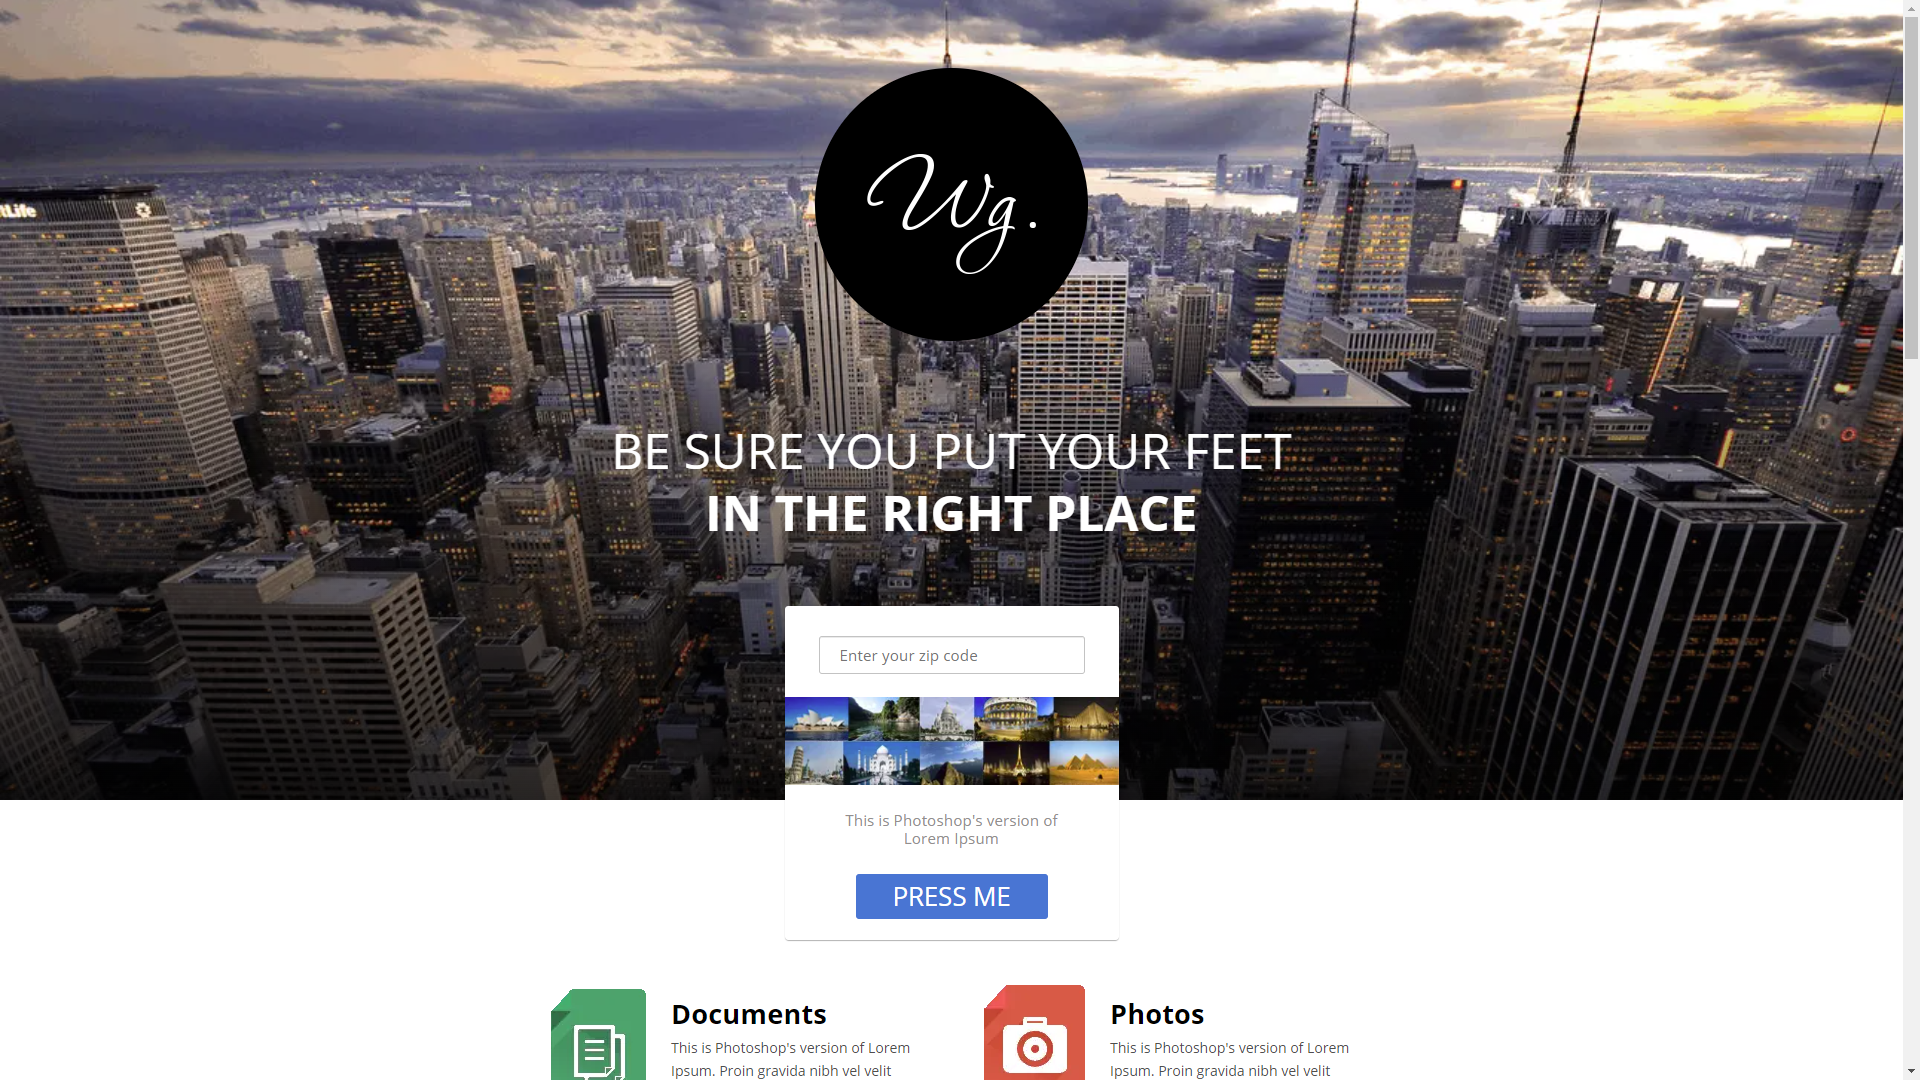 Wg.
tLife
BE SURE YOU PUT YOUR FEET
IN THE RIGHT PLACE
Enter your zip code
This is Photoshop's version of
Lorem Ipsum
PRESS ME
Documents
This is Photoshop's version of Lorem
Ipsum. Proin gravida nibh vel velit
Photos
This is Photoshop's version of Lorem
Ipsum. Proin gravida nibh vel velit